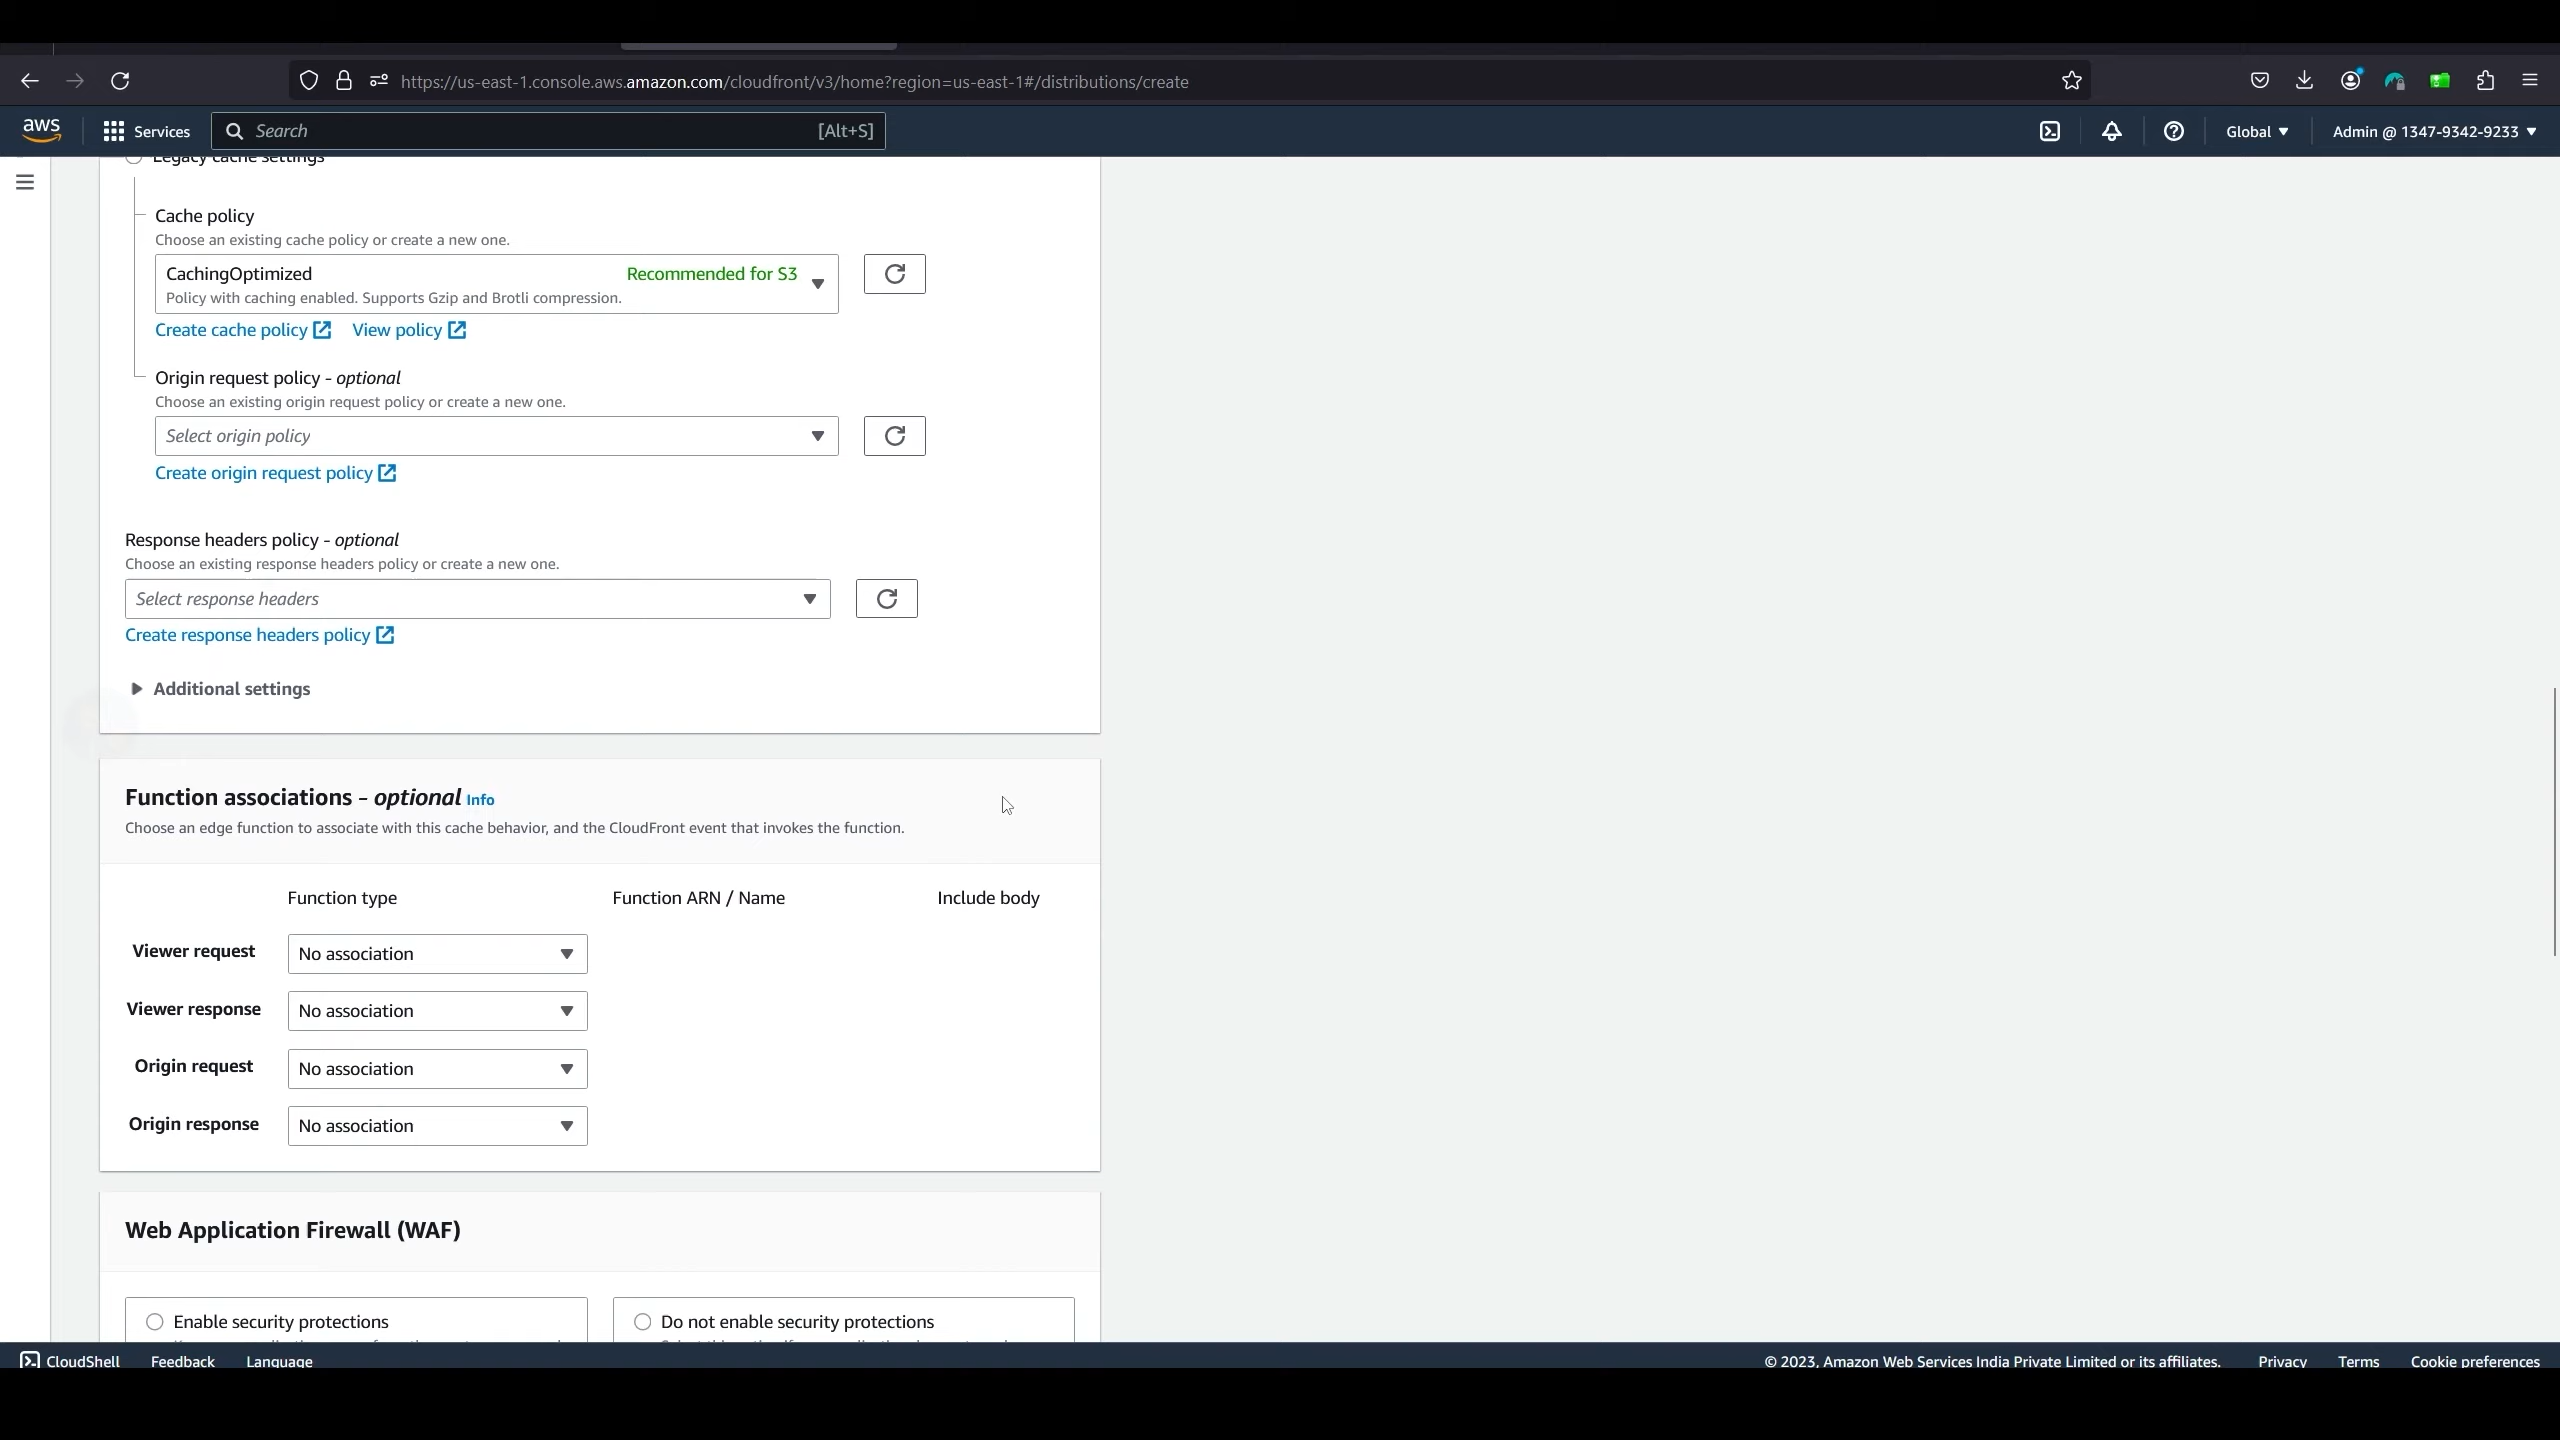 https://us-east-1.console.aws.amazon.com/cloudfront/v3/home?region=us-east-1#/distributions/create
aws
Services
Search
[Alt+S]
Global
Admin @ 1347-9342-9233
Legacy cache settings
Cache policy
Choose an existing cache policy or create a new one.
CachingOptimized
Recommended for S3
Policy with caching enabled. Supports Gzip and Brotli compression.
Create cache policy
View policy
Origin request policy - optional
Choose an existing origin request policy or create a new one.
Select origin policy
Create origin request policy
Response headers policy - optional
Choose an existing response headers policy or create a new one.
Select response headers
Create response headers policy
Additional settings
Function associations - optional Info
Choose an edge function to associate with this cache behavior, and the CloudFront event that invokes the function.
Function type
Function ARN / Name
Include body
Viewer request
No association
Viewer response
No association
Origin request
No association
Origin response
No association
Web Application Firewall (WAF)
Enable security protections
Do not enable security protections
CloudShell
Feedback
Language
© 2023, Amazon Web Services India Private Limited or its affiliates.
Privacy
Terms
Cookie preferences